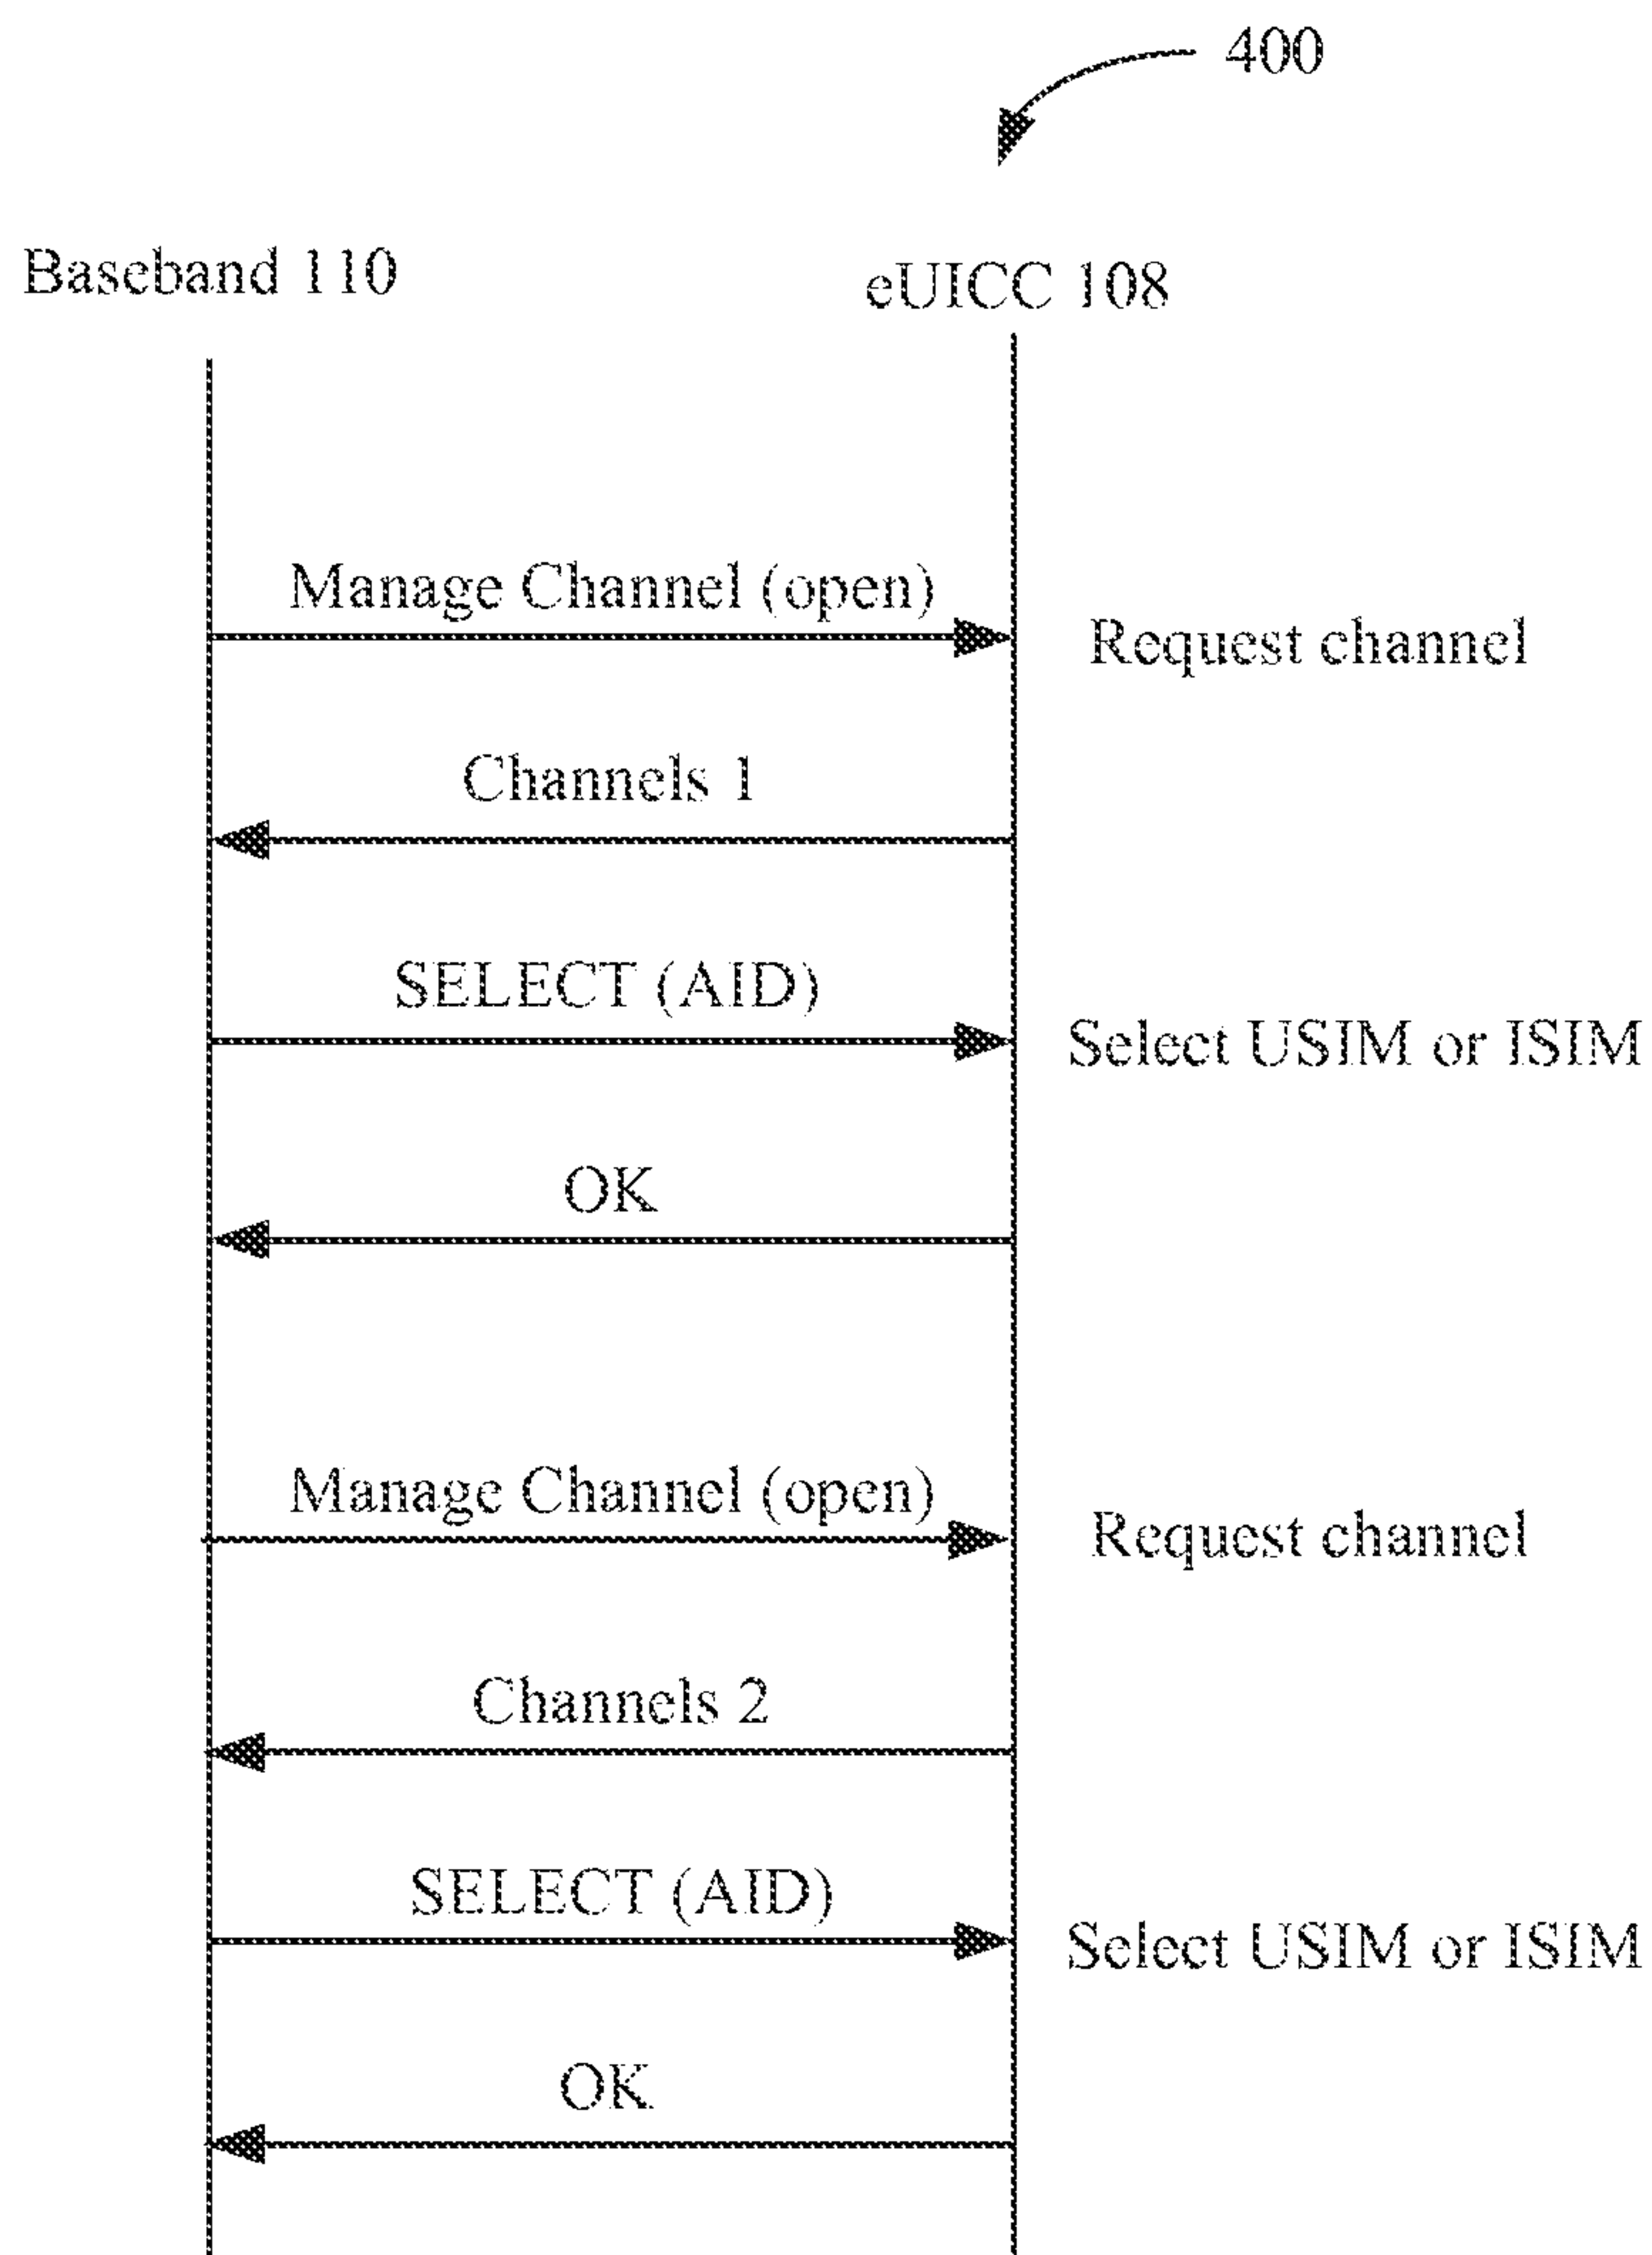 400
Baseband 110
eUICC 108
Manage Channel (open)
Request channel
Channels 1
SELECT (AID)
Select USIM or ISIM
OK
Manage Channel (open)
Request channel
Channels 2
SELECT (AID)
Select USIM or ISIM
OK